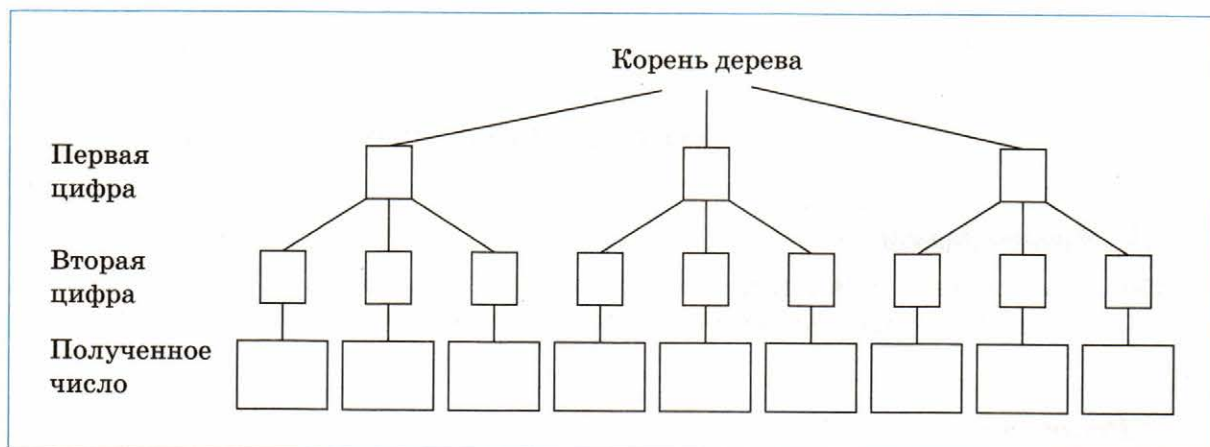 Корень дерева
Первая
цифра
Вторая
цифра
Полученное
число